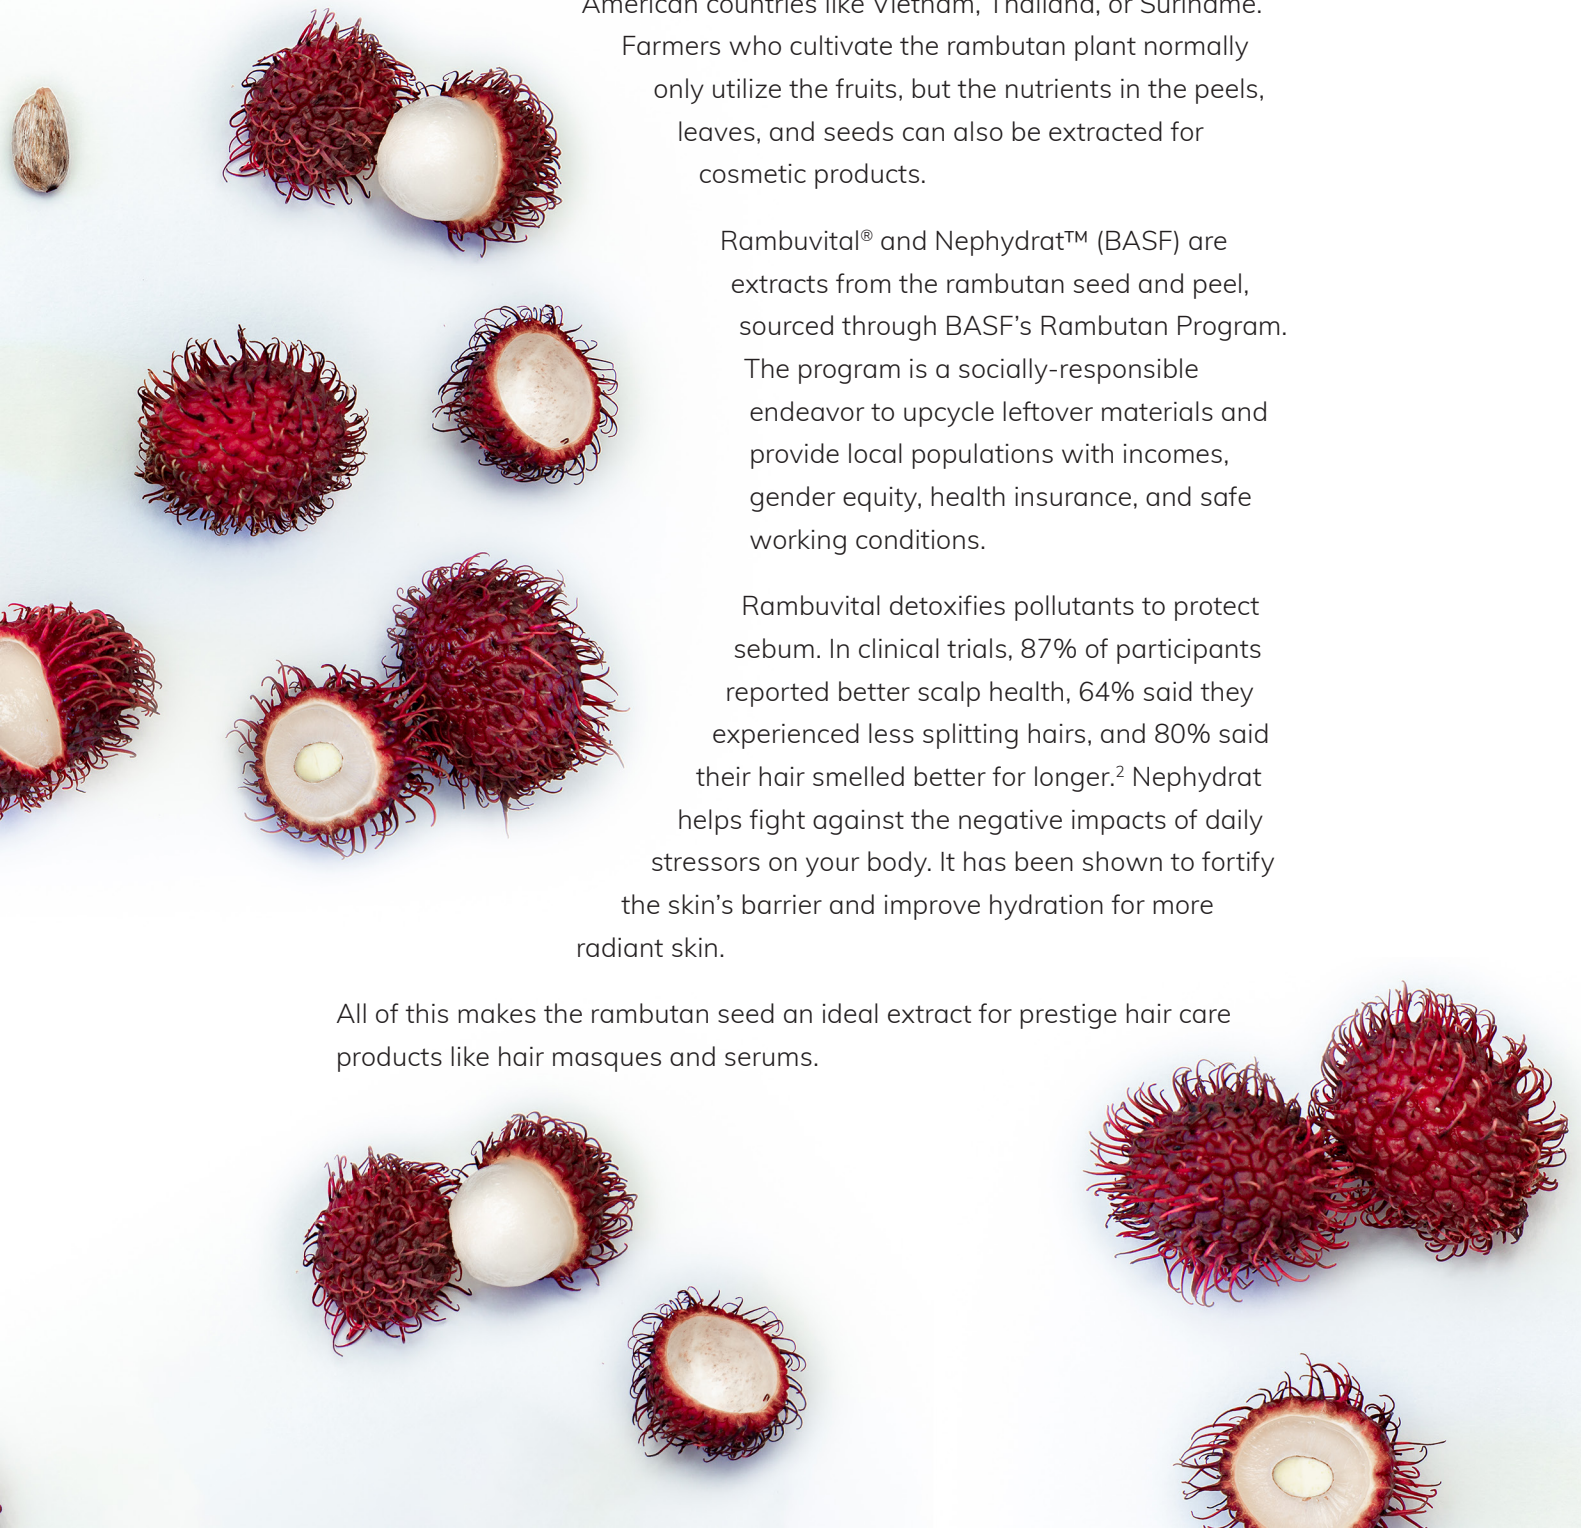 American countries like Vietnam, Thailand, or Suriname.
Farmers who cultivate the rambutan plant normally
only utilize the fruits, but the nutrients in the peels,
leaves, and seeds can also be extracted for
cosmetic products.
Rambuvital® and Nephydrat™ (BASF) are
extracts from the rambutan seed and peel,
sourced through BASF’s Rambutan Program.
The program is a socially-responsible
endeavor to upcycle leftover materials and
provide local populations with incomes,
gender equity, health insurance, and safe
working conditions.
Rambuvital detoxifies pollutants to protect
sebum. In clinical trials, 87% of participants
reported better scalp health, 64% said they
experienced less splitting hairs, and 80% said
their hair smelled better for longer.² Nephydrat
helps fight against the negative impacts of daily
stressors on your body. It has been shown to fortify
the skin’s barrier and improve hydration for more
radiant skin.
All of this makes the rambutan seed an ideal extract for prestige hair care
products like hair masques and serums.